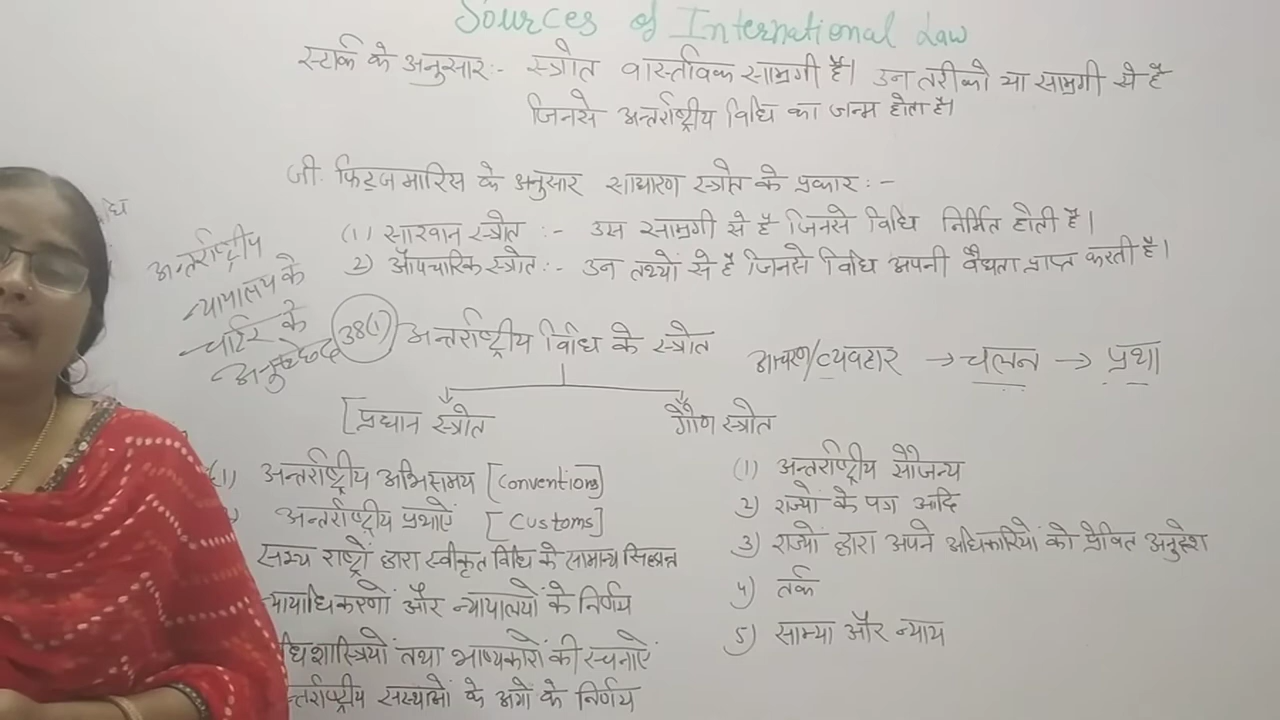 Sources of International Law
स्टार्क के अनुसार:- स्त्रोत वास्तविक सामग्री है। उन तरीको या सामग्री से है
जिनसे अन्तर्राष्ट्रीय विधि का जन्म होता है।
जी. फिट्जमारिस के अनुसार साधारण स्त्रोत के प्रकार :-
(1) सारवान स्त्रोत :- उस सामग्री से है जिनसे विधि निर्मित होती है।
2) औपचारिक स्त्रोत :- उन तथ्यों से है जिनसे विधि अपनी वैधता प्राप्त करती है।
अन्तर्राष्ट्रीय
न्यायालय के
चार्टर के
अनुच्छेद 38(1)
अन्तर्राष्ट्रीय विधि के स्त्रोत
आचरण/व्यवहार → चलन → प्रथा
[प्रधान स्त्रोत
(1) अन्तर्राष्ट्रीय अभिसमय [Conventions]
अन्तर्राष्ट्रीय प्रथाएं [Customs]
सभ्य राष्ट्रों द्वारा स्वीकृत विधि के सामान्य सिद्धान्त
न्यायाधिकरणों और न्यायालयों के निर्णय
तथा भाष्यकारों की रचनाएं
संस्थाओं के अंगों के निर्णय
गौण स्त्रोत
(1) अन्तर्राष्ट्रीय सौजन्य
2) राज्यों के पत्र आदि
3) राज्यों द्वारा अपने अधिकारियों को प्रेषित अनुदेश
4) तर्क
5) साम्या और न्याय